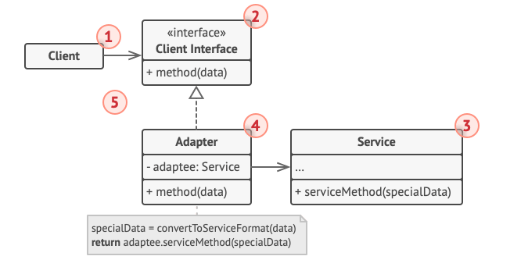 1
2
«interface»
Client
Client Interface
+ method(data)
5
4
3
Adapter
Service
- adaptee: Service
...
+ method(data)
+ serviceMethod(specialData)
specialData = convertToServiceFormat(data)
return adaptee.serviceMethod(specialData)